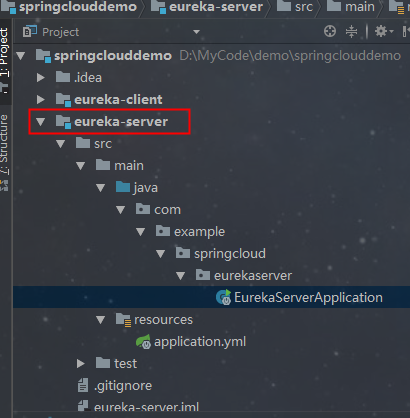 springclouddemo eureka-server src main
Project
1: Project
7: Structure
springclouddemo D:\MyCode\demo\springclouddemo
.idea
eureka-client
eureka-server
src
main
java
com
example
springcloud
eurekaserver
EurekaServerApplication
resources
application.yml
test
.gitignore
eureka-server.iml